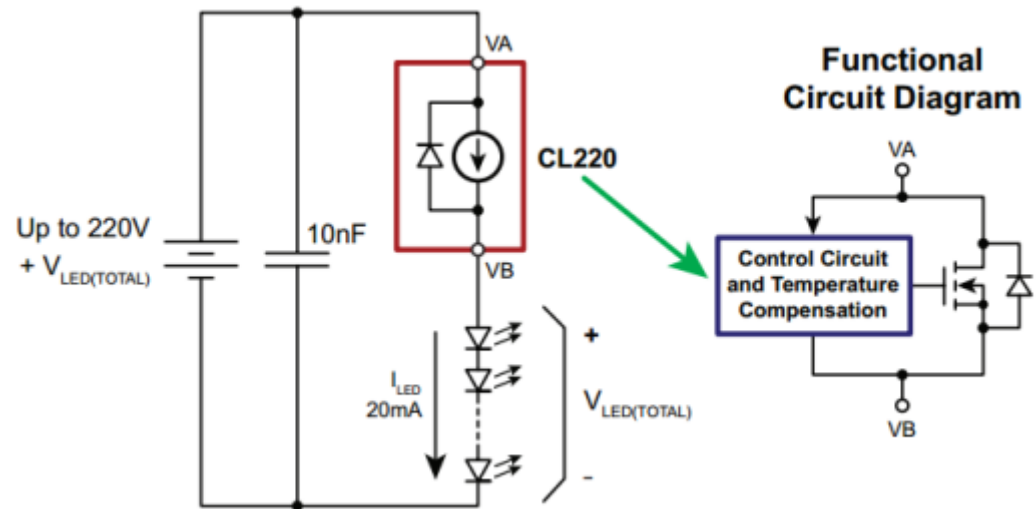 VA
CL220
Up to 220V
+ VLED(TOTAL)
10nF
VB
ILED
20mA
+
VLED(TOTAL)
-
Functional
Circuit Diagram
VA
Control Circuit
and Temperature
Compensation
VB